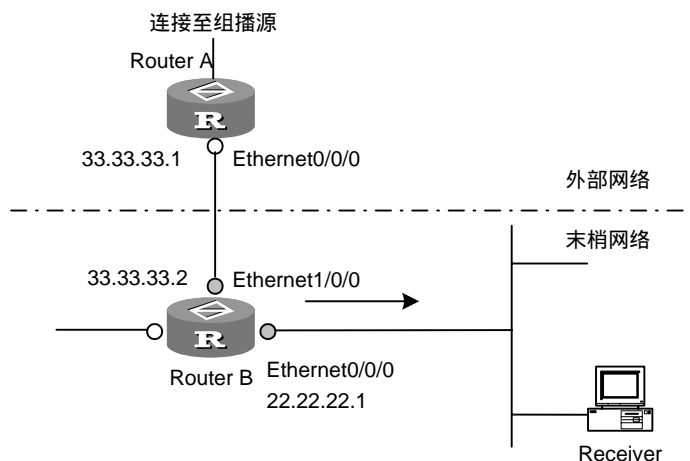 连接至组播源
Router A
R
33.33.33.1
Ethernet0/0/0
外部网络
末梢网络
33.33.33.2
Ethernet1/0/0
R
Router B
Ethernet0/0/0
22.22.22.1
Receiver